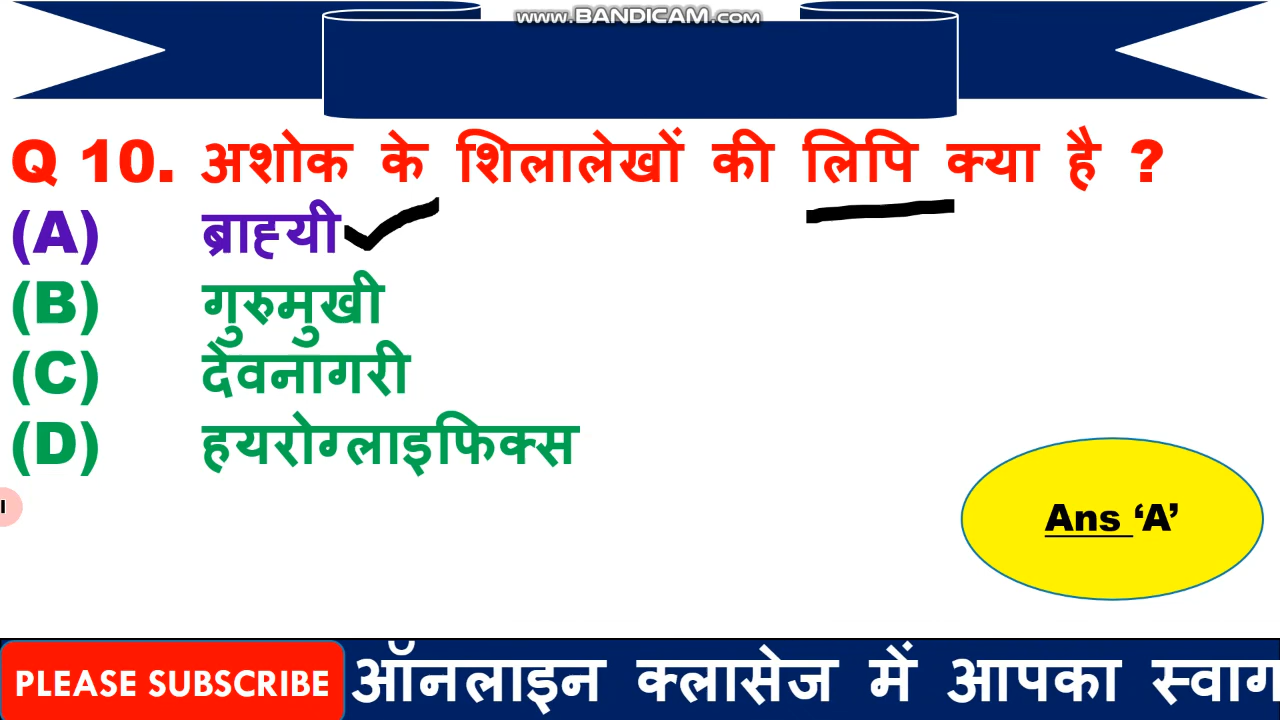 www.BANDICAM.com
Q 10. अशोक के शिलालेखों की लिपि क्या है ?
(A) ब्राह्यी
(B) गुरुमुखी
(C) देवनागरी
(D) हयरोग्लाइफिक्स
Ans ‘A’
PLEASE SUBSCRIBE ऑनलाइन क्लासेज में आपका स्वाग